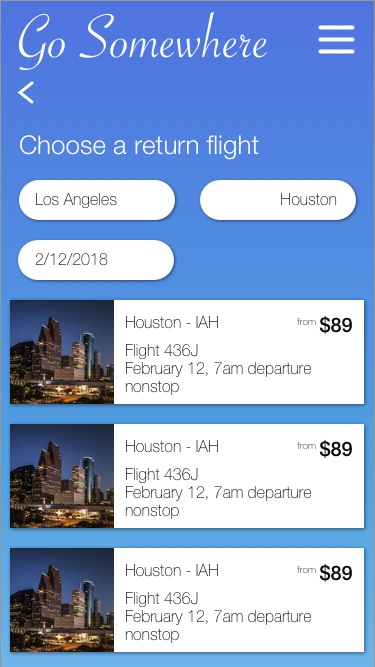 Go Somewhere
Choose a return flight
Los Angeles
Houston
2/12/2018
Houston - IAH
from $89
Flight 436J
February 12, 7am departure
nonstop
Houston - IAH
from $89
Flight 436J
February 12, 7am departure
nonstop
Houston - IAH
from $89
Flight 436J
February 12, 7am departure
nonstop